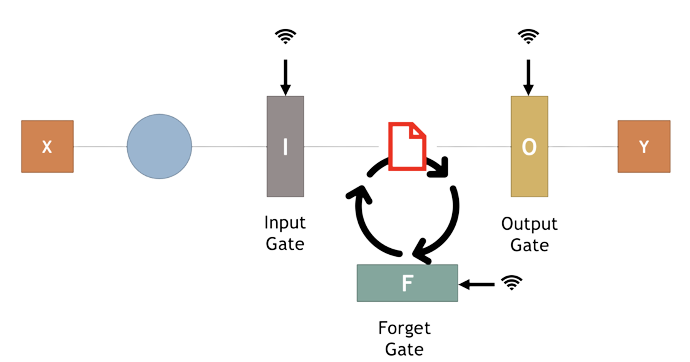 X
I
O
Y
Input
Gate
Output
Gate
F
Forget
Gate